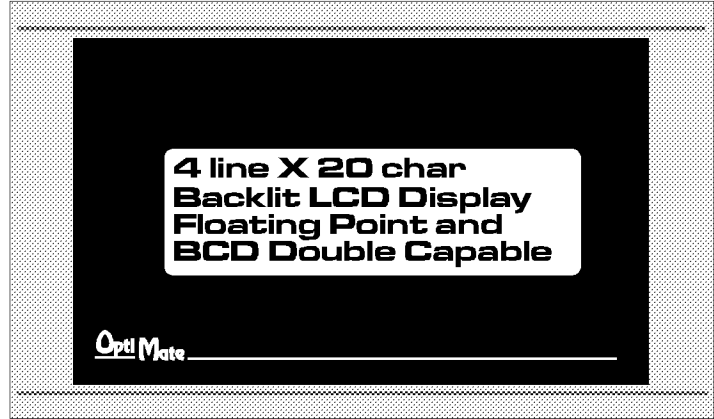 4 line X 20 char
Backlit LCD Display
Floating Point and
BCD Double Capable
OptiMate